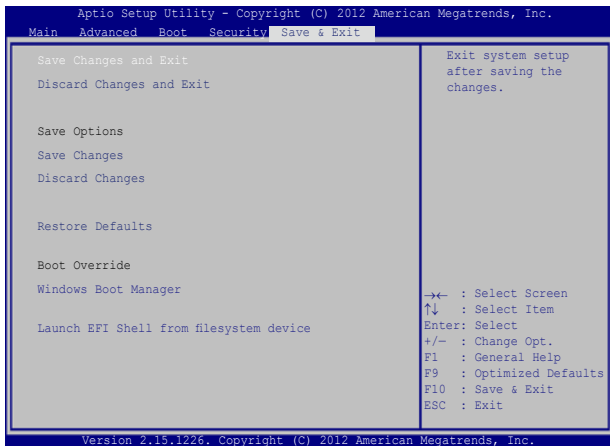 Aptio Setup Utility - Copyright (C) 2012 American Megatrends, Inc.
Main Advanced Boot Security Save & Exit
Save Changes and Exit
Discard Changes and Exit
Save Options
Save Changes
Discard Changes
Restore Defaults
Boot Override
Windows Boot Manager
Launch EFI Shell from filesystem device
Exit system setup
after saving the
changes.
→← : Select Screen
↑↓ : Select Item
Enter: Select
+/— : Change Opt.
F1 : General Help
F9 : Optimized Defaults
F10 : Save & Exit
ESC : Exit
Version 2.15.1226. Copyright (C) 2012 American Megatrends, Inc.